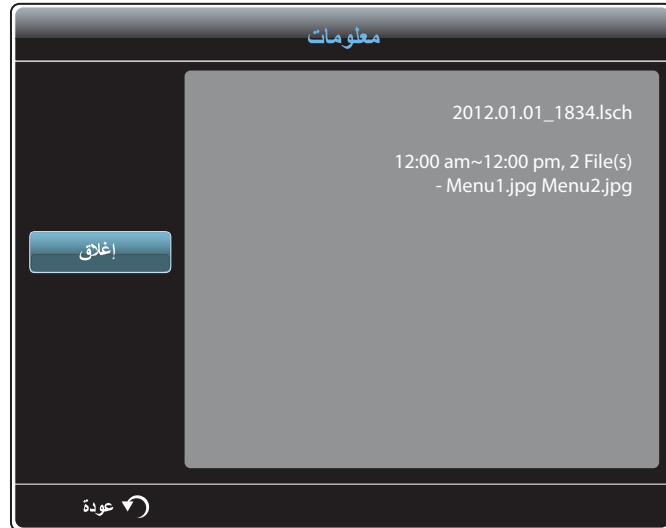 معلومات
2012.01.01_1834.lsch
12:00 am~12:00 pm, 2 File(s)
- Menu1.jpg Menu2.jpg
إغلاق
عودة